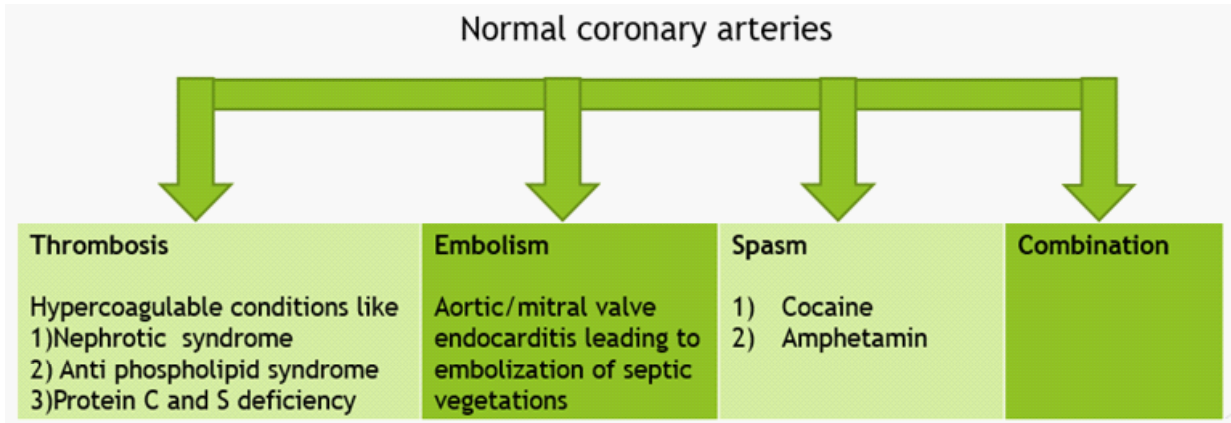 Normal coronary arteries
Thrombosis
Hypercoagulable conditions like
1)Nephrotic syndrome
2) Anti phospholipid syndrome
3)Protein C and S deficiency
Embolism
Aortic/mitral valve
endocarditis leading to
embolization of septic
vegetations
Spasm
1) Cocaine
2) Amphetamin
Combination